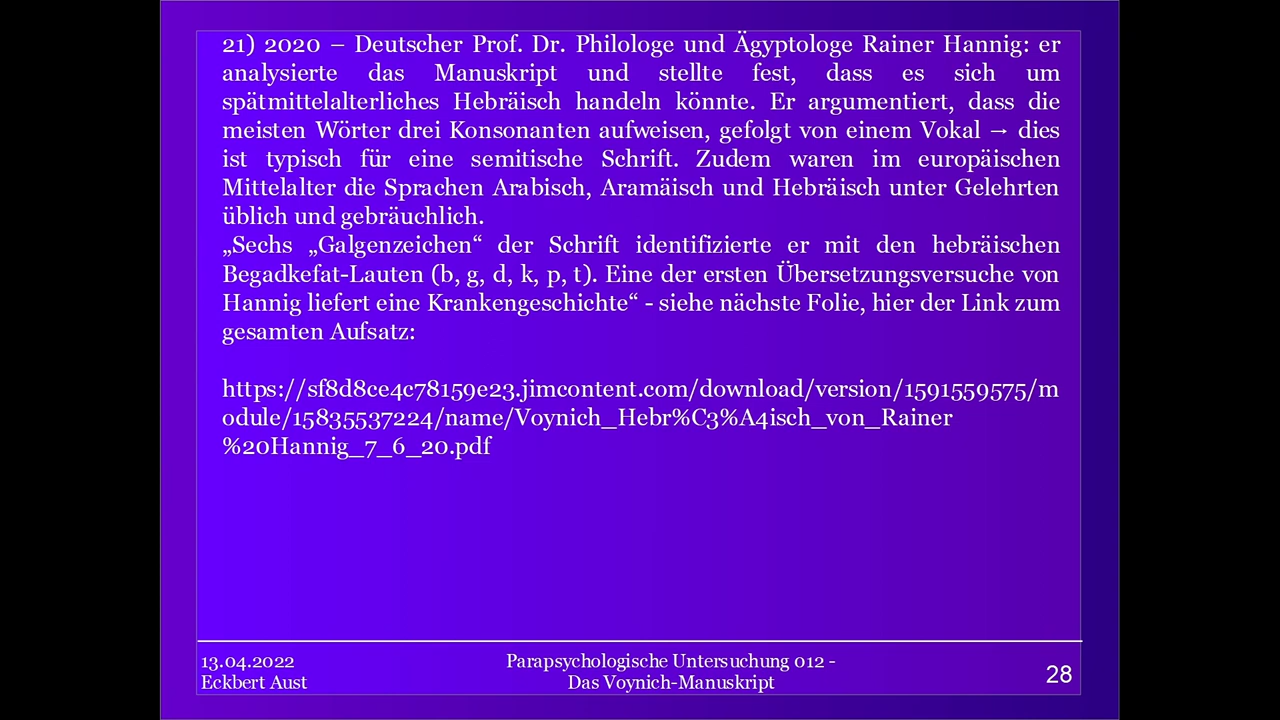 21) 2020 – Deutscher Prof. Dr. Philologe und Ägyptologe Rainer Hannig: er
analysierte das Manuskript und stellte fest, dass es sich um
spätmittelalterliches Hebräisch handeln könnte. Er argumentiert, dass die
meisten Wörter drei Konsonanten aufweisen, gefolgt von einem Vokal → dies
ist typisch für eine semitische Schrift. Zudem waren im europäischen
Mittelalter die Sprachen Arabisch, Aramäisch und Hebräisch unter Gelehrten
üblich und gebräuchlich.
„Sechs „Galgenzeichen“ der Schrift identifizierte er mit den hebräischen
Begadkefat-Lauten (b, g, d, k, p, t). Eine der ersten Übersetzungsversuche von
Hannig liefert eine Krankengeschichte“ - siehe nächste Folie, hier der Link zum
gesamten Aufsatz:
https://sf8d8ce4c78159e23.jimcontent.com/download/version/1591559575/m
odule/15835537224/name/Voynich_Hebr%C3%A4isch_von_Rainer
%20Hannig_7_6_20.pdf
13.04.2022
Eckbert Aust
Parapsychologische Untersuchung 012 -
Das Voynich-Manuskript
28